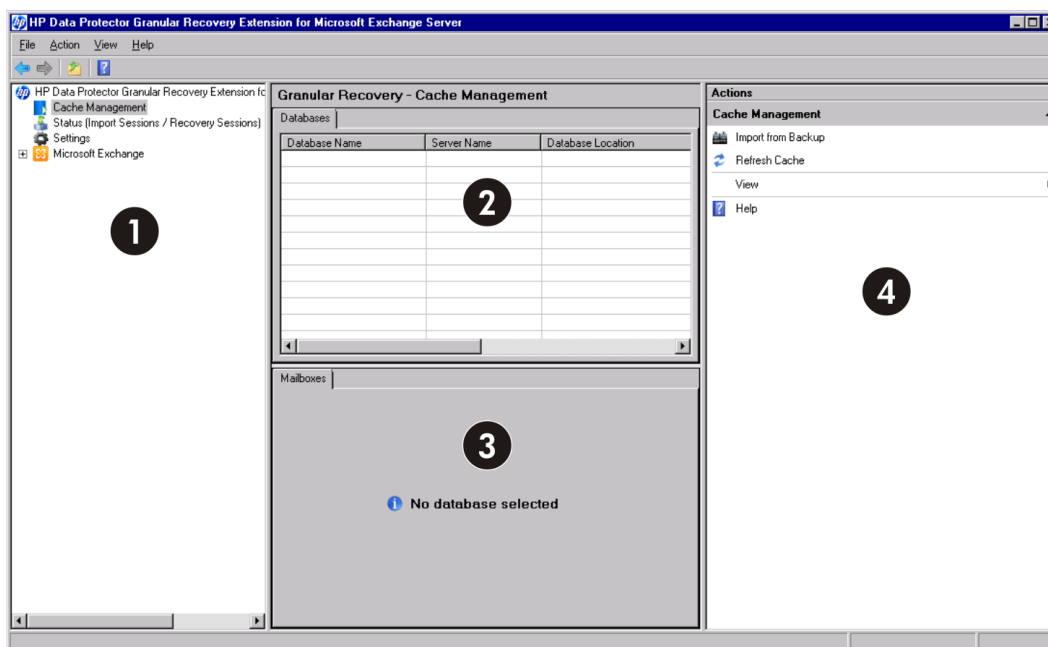 HP Data Protector Granular Recovery Extension for Microsoft Exchange Server
File Action View Help
HP Data Protector Granular Recovery Extension fc
Cache Management
Status (Import Sessions / Recovery Sessions)
Settings
Microsoft Exchange
1
Granular Recovery - Cache Management
Databases
Database Name Server Name Database Location
2
Mailboxes
3
No database selected
Actions
Cache Management
Import from Backup
Refresh Cache
View
Help
4